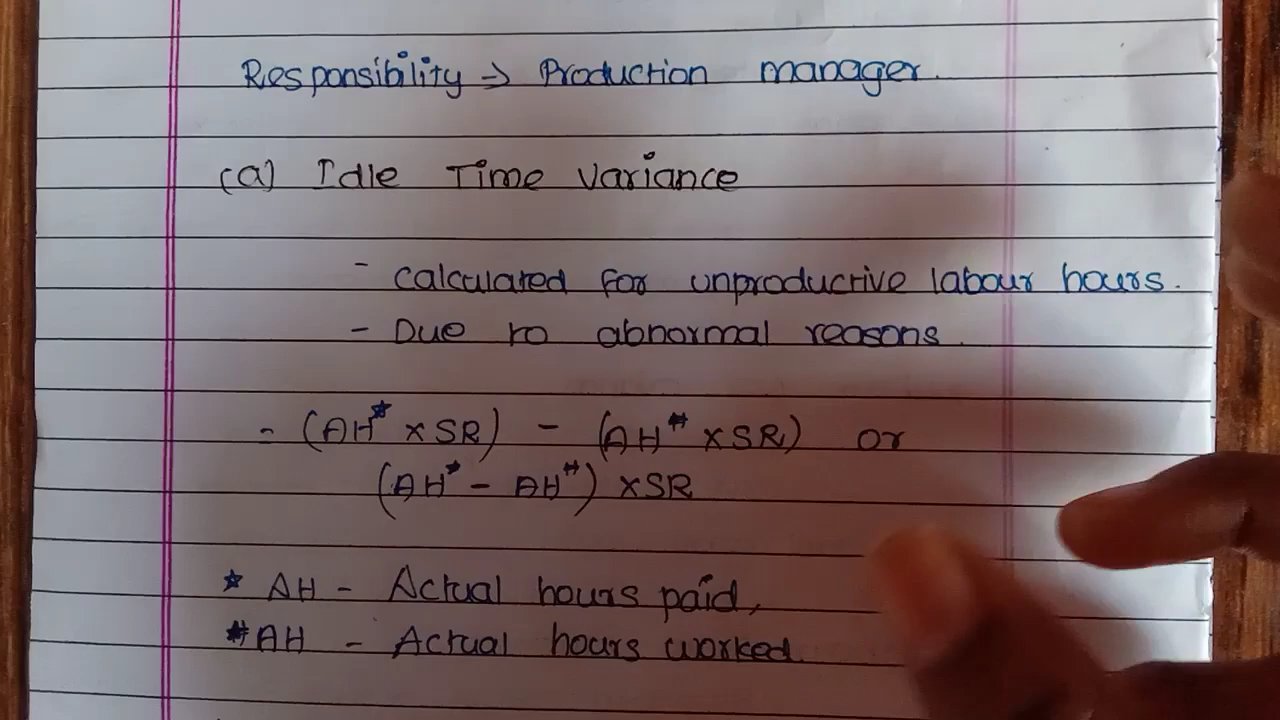 Responsibility → Production manager.
(a) Idle Time Variance
- Calculated for unproductive labour hours.
- Due to abnormal reasons.
= (AH* × SR) - (AH# × SR) or
(AH* - AH#) × SR
* AH - Actual hours paid,
# AH - Actual hours worked.